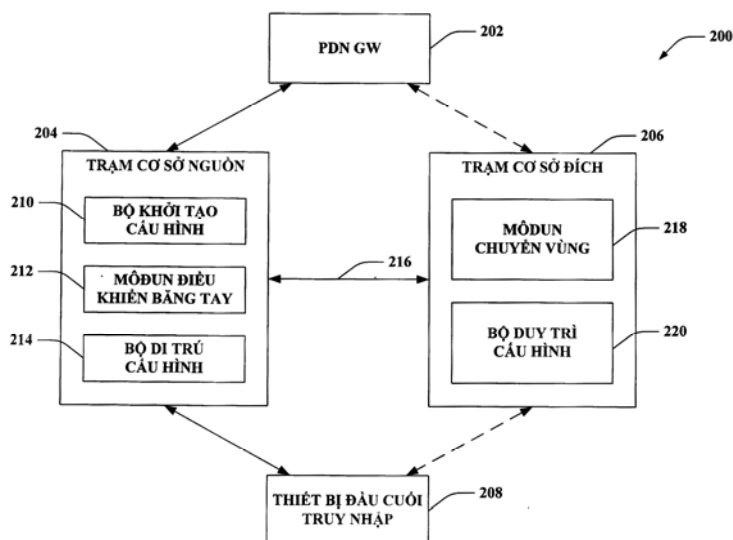 PDN GW
202
200
204
206
TRẠM CƠ SỞ NGUỒN
TRẠM CƠ SỞ ĐÍCH
210
BỘ KHỞI TẠO
CẤU HÌNH
MÔĐUN
CHUYỂN VÙNG
218
212
MÔĐUN ĐIỀU
KHIỂN BẰNG TAY
216
214
BỘ DI TRÚ
CẤU HÌNH
BỘ DUY TRÌ
CẤU HÌNH
220
THIẾT BỊ ĐẦU CUỐI
TRUY NHẬP
208